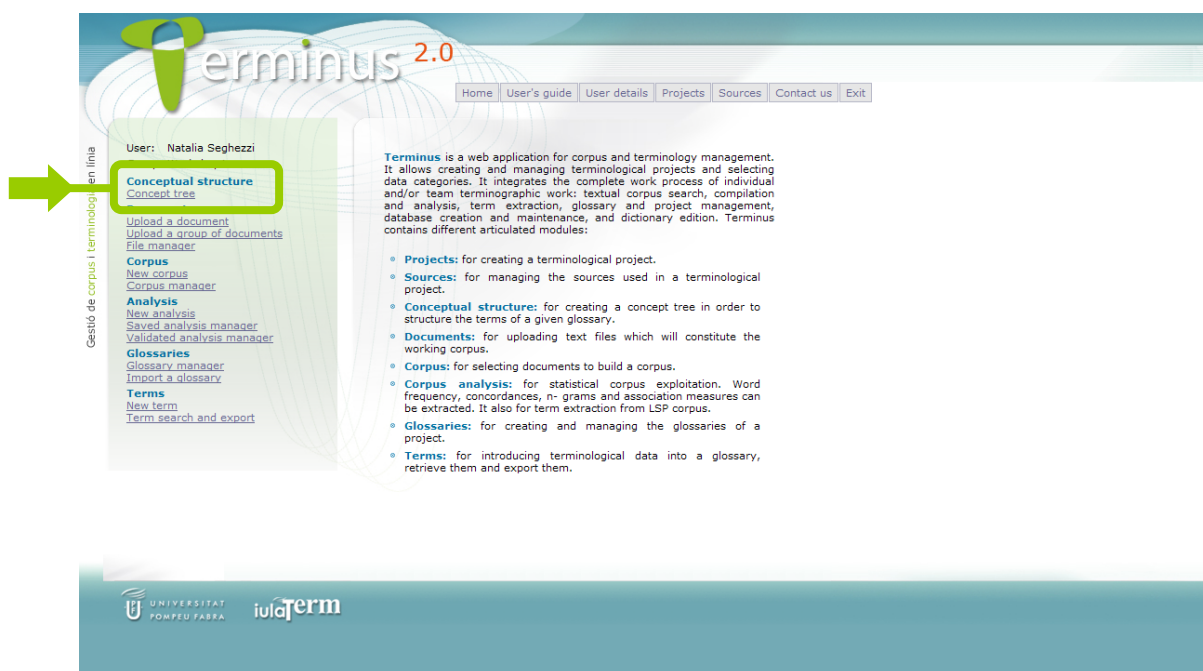 Terminus 2.0
Home User's guide User details Projects Sources Contact us Exit
Gestió de corpus i terminologia en línia
User: Natalia Seghezzi
Conceptual structure
Concept tree
Upload a document
Upload a group of documents
File manager
Corpus
New corpus
Corpus manager
Analysis
New analysis
Saved analysis manager
Validated analysis manager
Glossaries
Glossary manager
Import a glossary
Terms
New term
Term search and export
Terminus is a web application for corpus and terminology management.
It allows creating and managing terminological projects and selecting
data categories. It integrates the complete work process of individual
and/or team terminographic work: textual corpus search, compilation
and analysis, term extraction, glossary and project management,
database creation and maintenance, and dictionary edition. Terminus
contains different articulated modules:
Projects: for creating a terminological project.
Sources: for managing the sources used in a terminological
project.
Conceptual structure: for creating a concept tree in order to
structure the terms of a given glossary.
Documents: for uploading text files which will constitute the
working corpus.
Corpus: for selecting documents to build a corpus.
Corpus analysis: for statistical corpus exploitation. Word
frequency, concordances, n- grams and association measures can
be extracted. It also for term extraction from LSP corpus.
Glossaries: for creating and managing the glossaries of a
project.
Terms: for introducing terminological data into a glossary,
retrieve them and export them.
UNIVERSITAT
POMPEU FABRA
iulaTerm